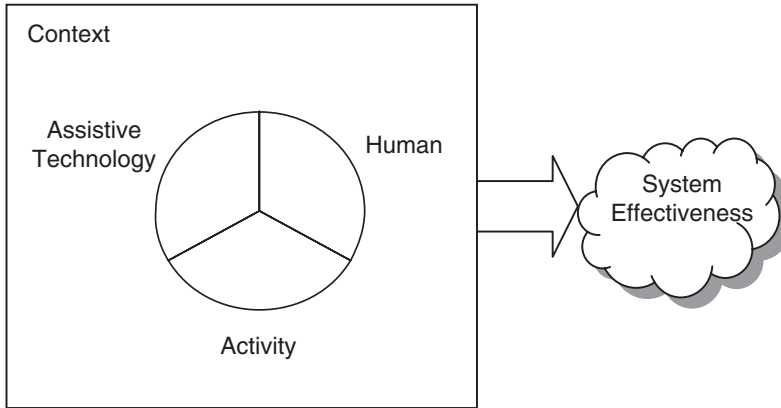 Context
Assistive
Technology
Human
Activity
System
Effectiveness